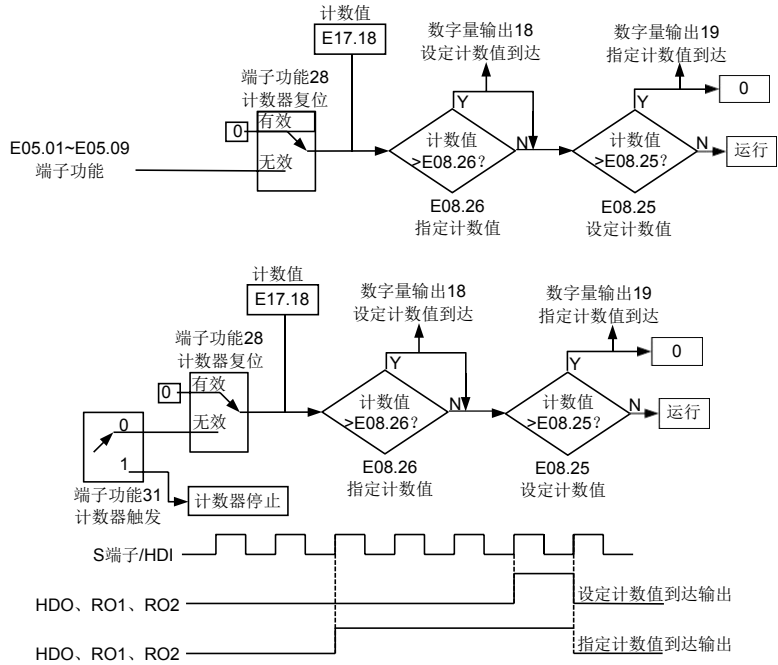 计数值
E17.18
数字量输出18
设定计数值到达
数字量输出19
指定计数值到达
端子功能28
计数器复位
有效
0
无效
E05.01~E05.09
端子功能
计数值
>E08.26?
Y
N
E08.26
指定计数值
计数值
>E08.25?
Y
N
0
运行
E08.25
设定计数值
计数值
E17.18
数字量输出18
设定计数值到达
数字量输出19
指定计数值到达
端子功能28
计数器复位
有效
0
无效
0
1
端子功能31
计数器触发
计数器停止
计数值
>E08.26?
Y
N
E08.26
指定计数值
计数值
>E08.25?
Y
N
0
运行
E08.25
设定计数值
S端子/HDI
HDO、RO1、RO2
设定计数值到达输出
HDO、RO1、RO2
指定计数值到达输出